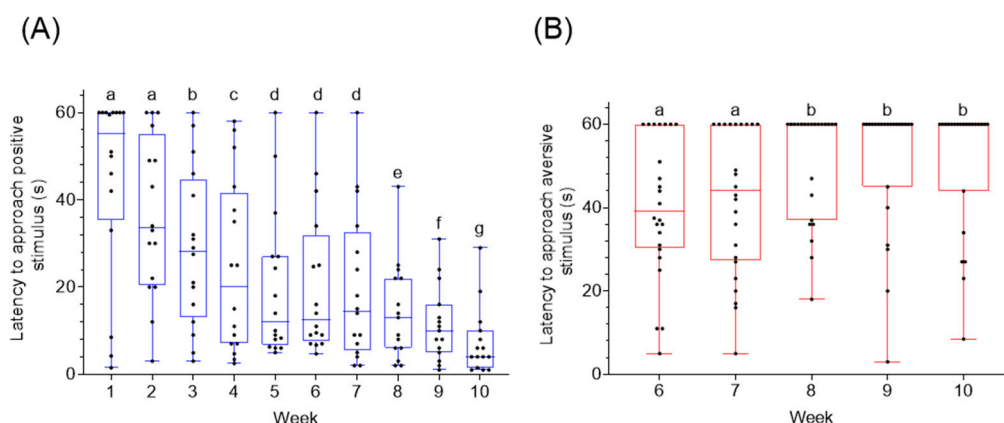 (A)
(B)
Latency to approach positive
stimulus (s)
60
40
20
0
a a b c d d d e f g
1 2 3 4 5 6 7 8 9 10
Week
Latency to approach aversive
stimulus (s)
60
40
20
0
a a b b b
6 7 8 9 10
Week